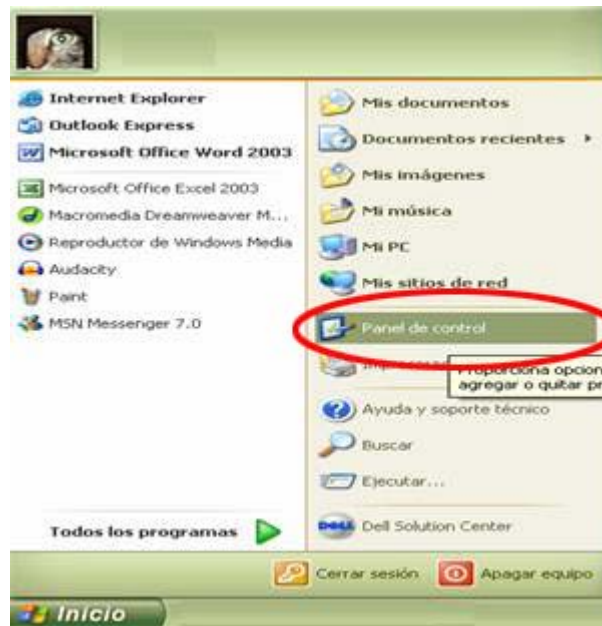 Internet Explorer
Outlook Express
Microsoft Office Word 2003
Microsoft Office Excel 2003
Macromedia Dreamweaver M...
Reproductor de Windows Media
Audacity
Paint
MSN Messenger 7.0
Todos los programas
Mis documentos
Documentos recientes
Mis imágenes
Mi música
Mi PC
Mis sitios de red
Panel de control
Proporciona opcion
agregar o quitar pr
Ayuda y soporte técnico
Buscar
Ejecutar...
DELL Dell Solution Center
Cerrar sesión
Apagar equipo
Inicio